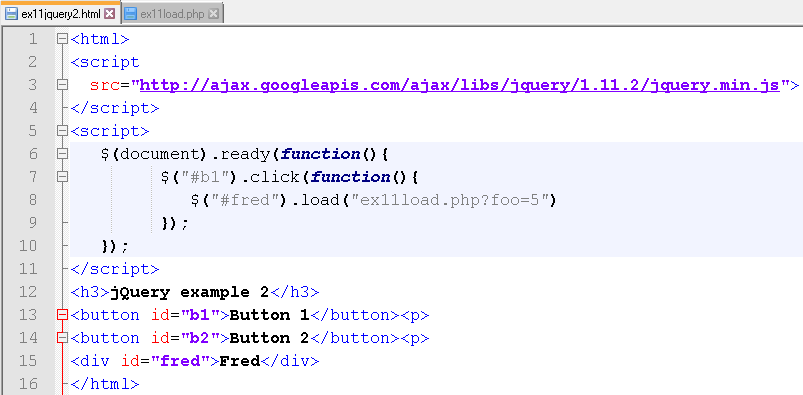 ex11jquery2.html ex11load.php
1 <html>
2 <script
3 src="http://ajax.googleapis.com/ajax/libs/jquery/1.11.2/jquery.min.js">
4 </script>
5 <script>
6 $(document).ready(function(){
7 $("#b1").click(function(){
8 $("#fred").load("ex11load.php?foo=5")
9 });
10 });
11 </script>
12 <h3>jQuery example 2</h3>
13 <button id="b1">Button 1</button><p>
14 <button id="b2">Button 2</button><p>
15 <div id="fred">Fred</div>
16 </html>